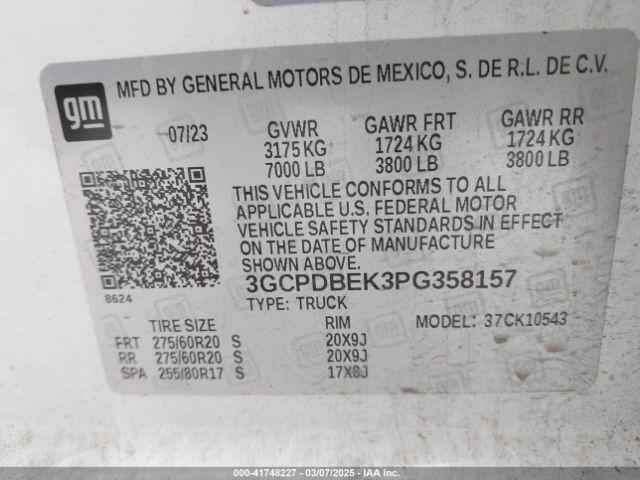 gm
MFD BY GENERAL MOTORS DE MEXICO, S. DE R.L. DE C.V.
07/23 GVWR GAWR FRT GAWR RR
3175 KG 1724 KG 1724 KG
7000 LB 3800 LB 3800 LB
THIS VEHICLE CONFORMS TO ALL
APPLICABLE U.S. FEDERAL MOTOR
VEHICLE SAFETY STANDARDS IN EFFECT
ON THE DATE OF MANUFACTURE
SHOWN ABOVE.
3GCPDBEK3PG358157
8624
TYPE: TRUCK
TIRE SIZE RIM MODEL: 37CK10543
FRT 275/60R20 S 20X9J
RR 275/60R20 S 20X9J
SPA 255/80R17 S 17X8J
000-41748227 — 03/07/2025 — IAAI.COM